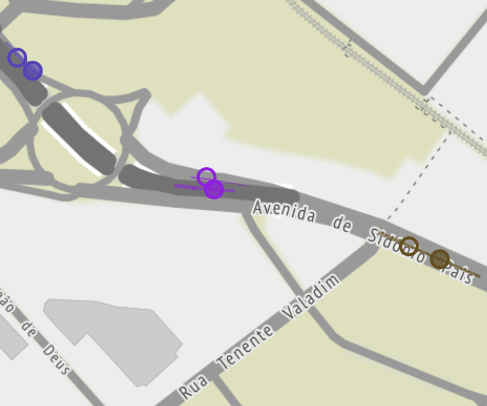 Avenida de Sidónio Pais
Rua Tenente Valadim
de Deus